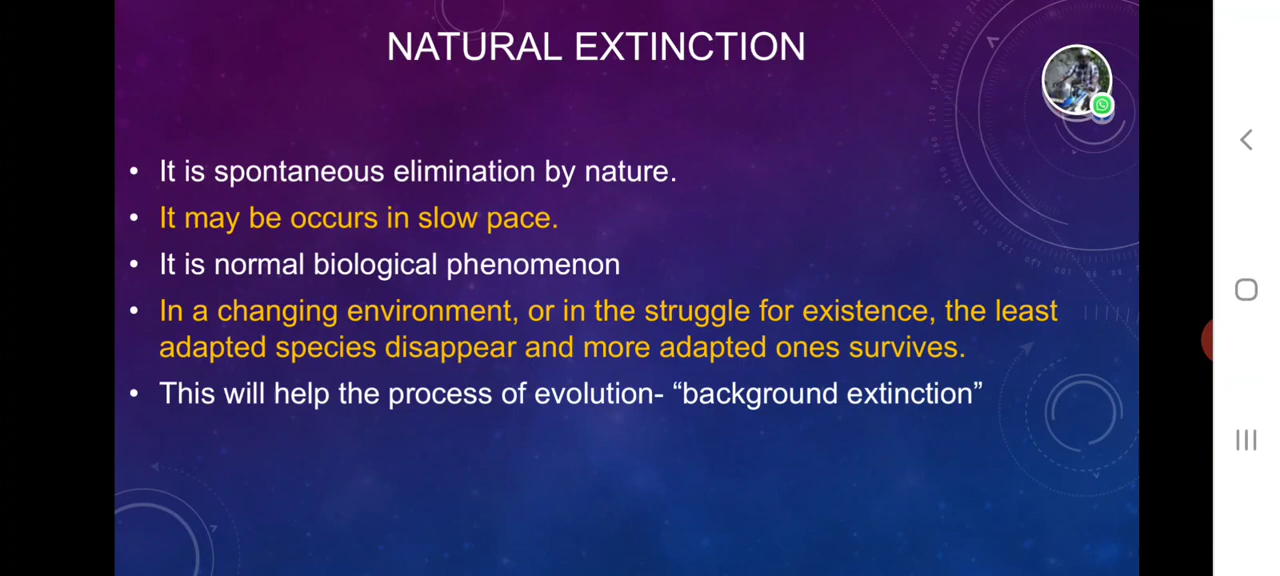 NATURAL EXTINCTION
• It is spontaneous elimination by nature.
• It may be occurs in slow pace.
• It is normal biological phenomenon
• In a changing environment, or in the struggle for existence, the least
adapted species disappear and more adapted ones survives.
• This will help the process of evolution- “background extinction”